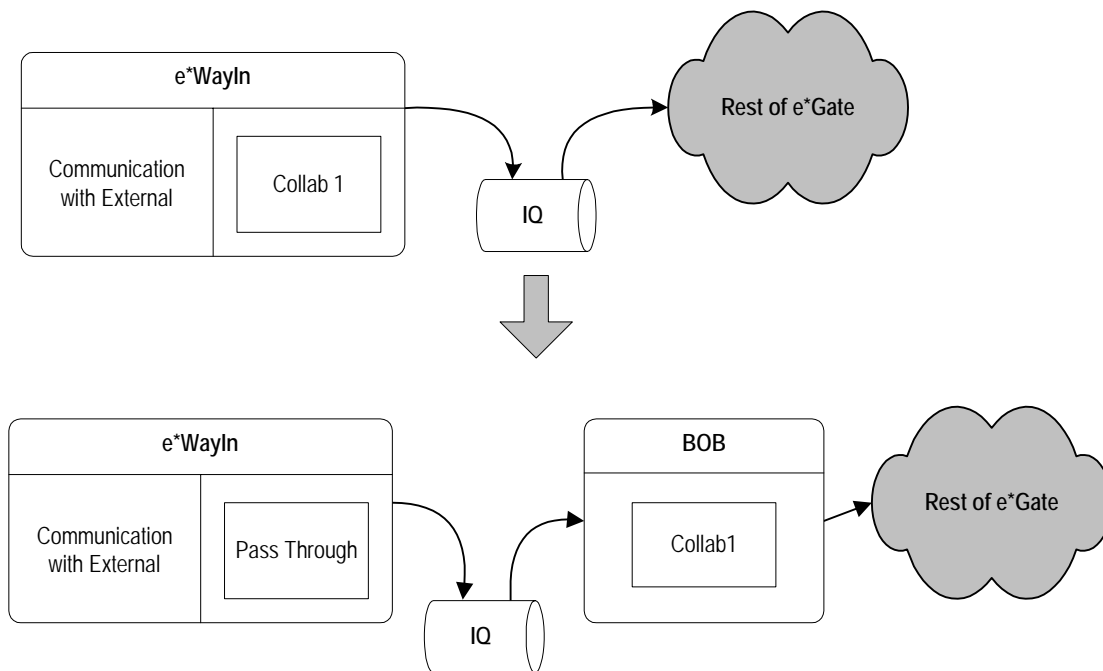 e*WayIn
Communication
with External
Collab 1
IQ
Rest of e*Gate
e*WayIn
Communication
with External
Pass Through
IQ
BOB
Collab1
Rest of e*Gate